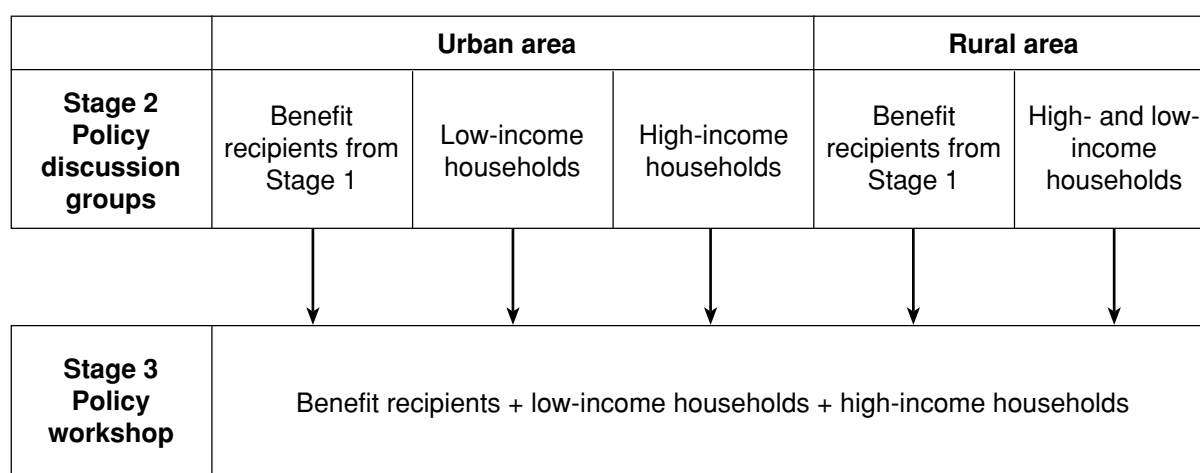 Urban area
Rural area
Stage 2
Policy
discussion
groups
Benefit
recipients from
Stage 1
Low-income
households
High-income
households
Benefit
recipients from
Stage 1
High- and low-
income
households
Stage 3
Policy
workshop
Benefit recipients + low-income households + high-income households